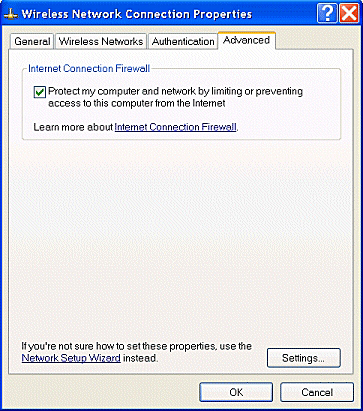 Wireless Network Connection Properties
General Wireless Networks Authentication Advanced
Internet Connection Firewall
Protect my computer and network by limiting or preventing
access to this computer from the Internet
Learn more about Internet Connection Firewall.
If you're not sure how to set these properties, use the
Network Setup Wizard instead.
Settings...
OK Cancel